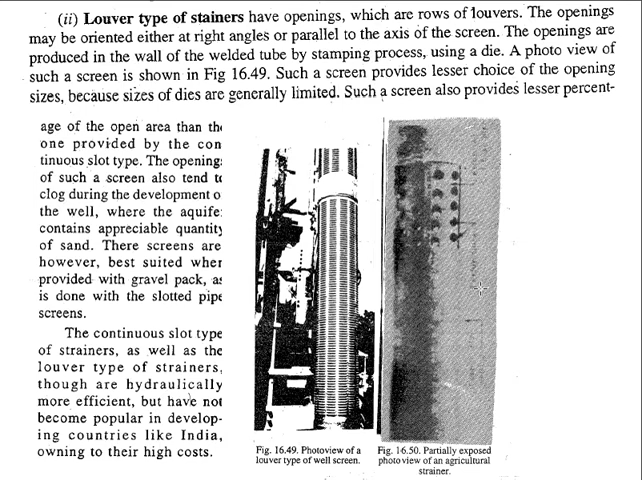 (ii) Louver type of stainers have openings, which are rows of louvers. The openings
may be oriented either at right angles or parallel to the axis of the screen. The openings are
produced in the wall of the welded tube by stamping process, using a die. A photo view of
such a screen is shown in Fig 16.49. Such a screen provides lesser choice of the opening
sizes, because sizes of dies are generally limited. Such a screen also provides lesser percent-
age of the open area than the
one provided by the con
tinuous slot type. The openings
of such a screen also tend to
clog during the development o
the well, where the aquifer
contains appreciable quantity
of sand. There screens are
however, best suited when
provided with gravel pack, as
is done with the slotted pipe
screens.
The continuous slot type
of strainers, as well as the
louver type of strainers,
though are hydraulically
more efficient, but have not
become popular in develop-
ing countries like India,
owning to their high costs.
Fig. 16.49. Photoview of a
louver type of well screen.
Fig. 16.50. Partially exposed
photoview of an agricultural
strainer.